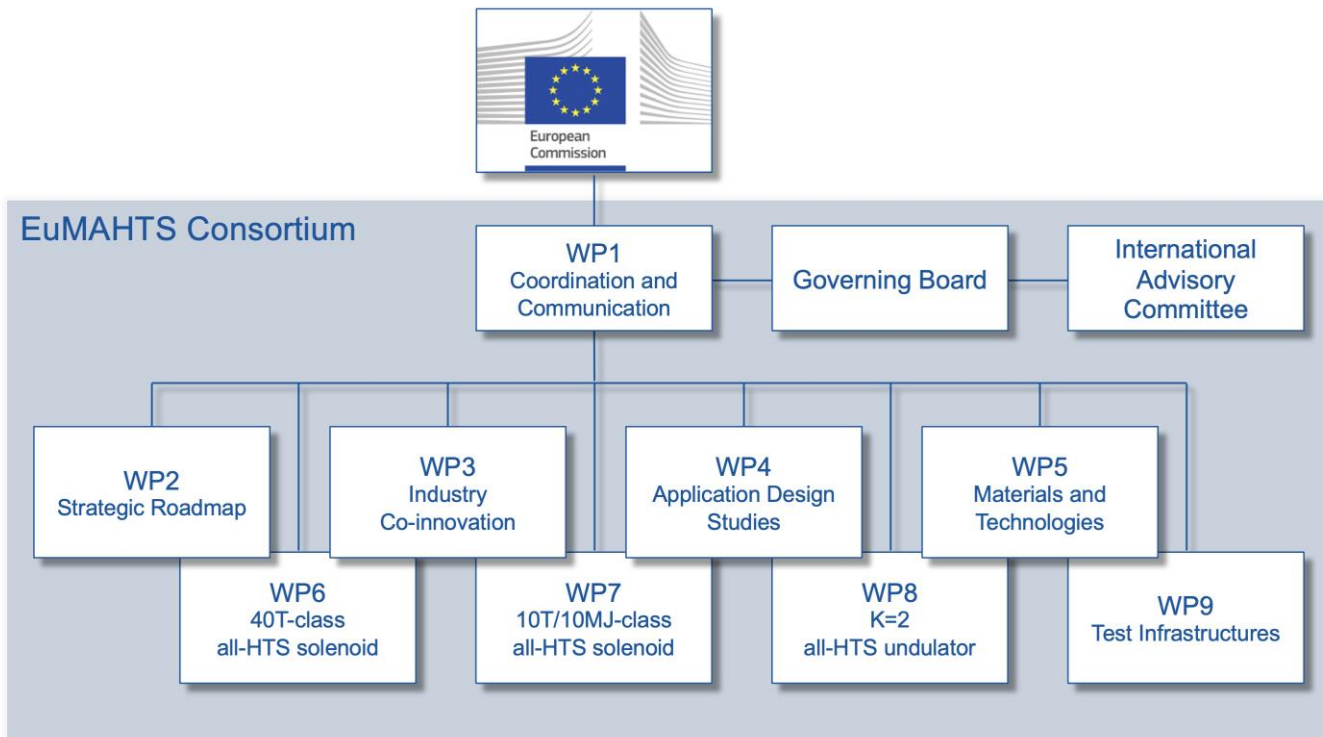 European
Commission
EuMAHTS Consortium
WP1
Coordination and
Communication
Governing Board
International
Advisory
Committee
WP2
Strategic Roadmap
WP3
Industry
Co-innovation
WP4
Application Design
Studies
WP5
Materials and
Technologies
WP6
40T-class
all-HTS solenoid
WP7
10T/10MJ-class
all-HTS solenoid
WP8
K=2
all-HTS undulator
WP9
Test Infrastructures